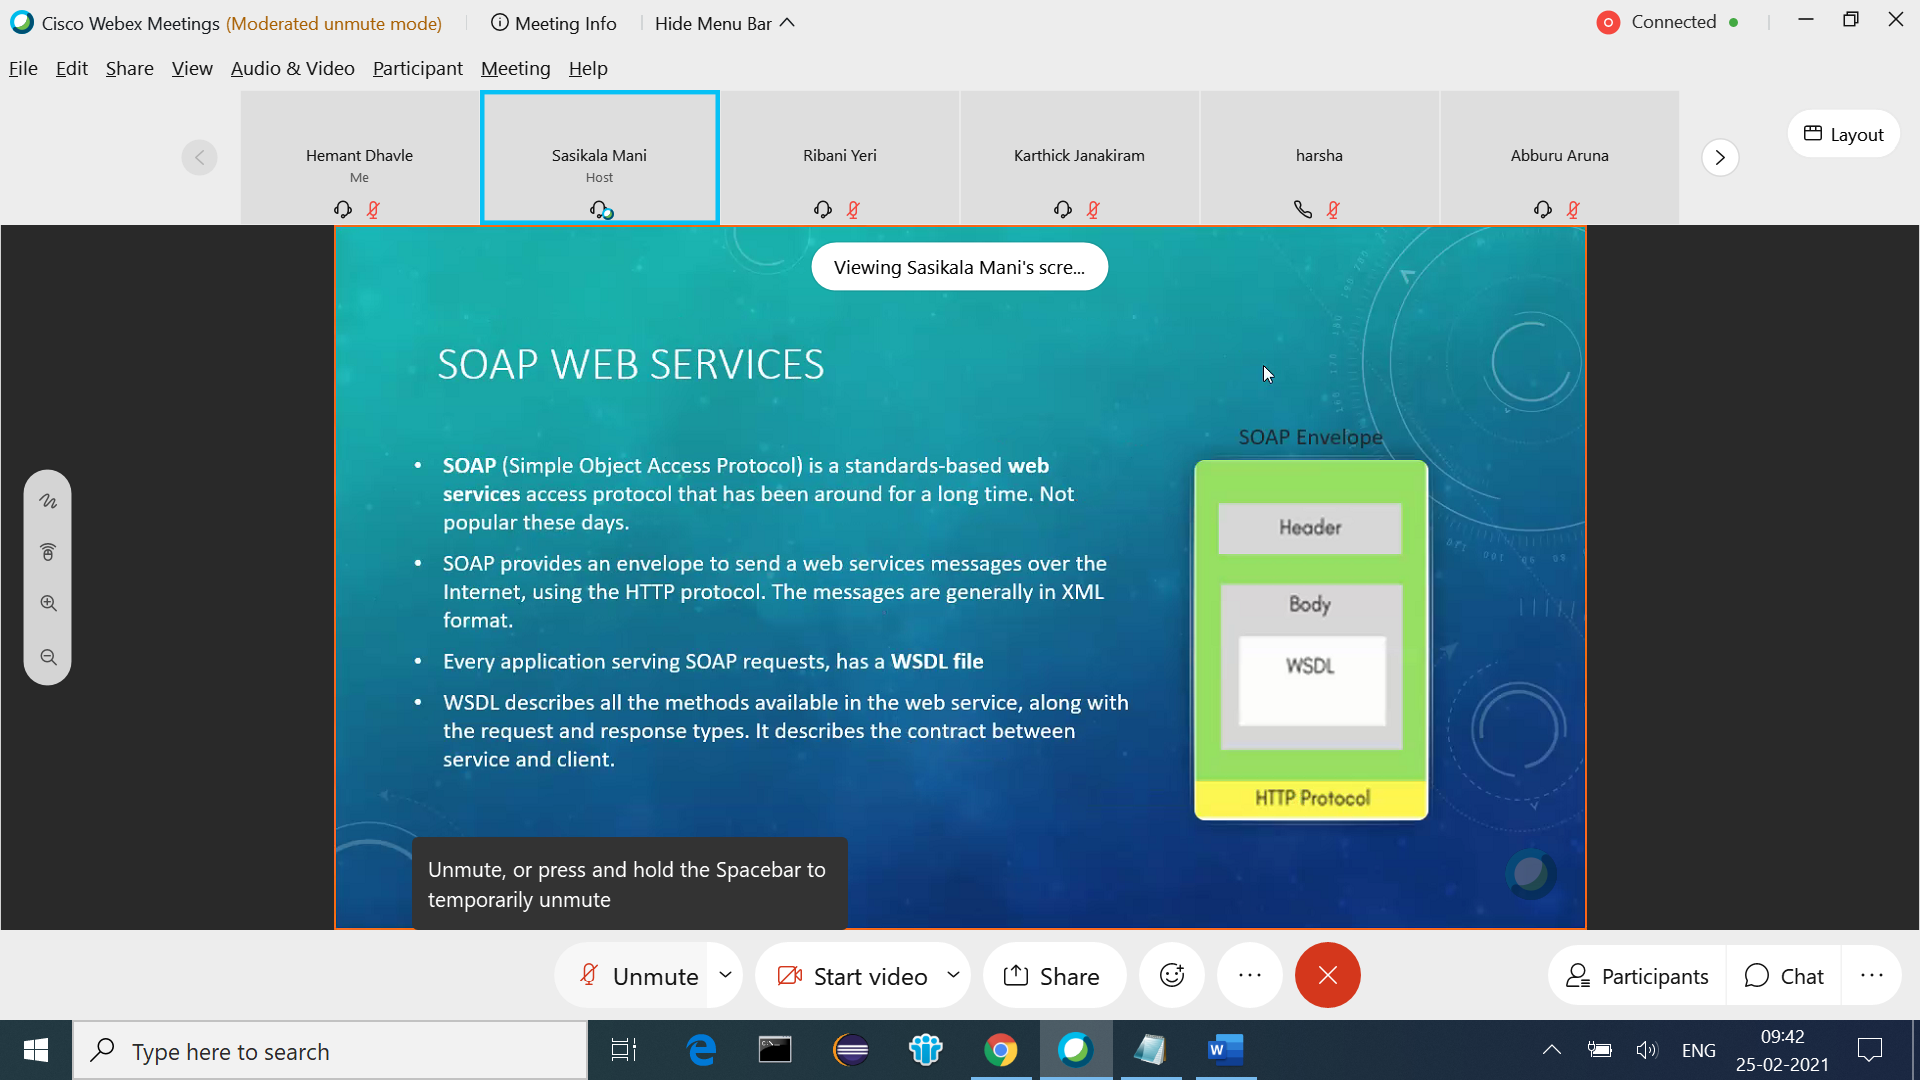 Cisco Webex Meetings (Moderated unmute mode) Meeting Info Hide Menu Bar Connected
File Edit Share View Audio & Video Participant Meeting Help
Hemant Dhavle
Me
Sasikala Mani
Host
Ribani Yeri
Karthick Janakiram
harsha
Abburu Aruna
Layout
Viewing Sasikala Mani's scre...
SOAP WEB SERVICES
• SOAP (Simple Object Access Protocol) is a standards-based web
services access protocol that has been around for a long time. Not
popular these days.
• SOAP provides an envelope to send a web services messages over the
Internet, using the HTTP protocol. The messages are generally in XML
format.
• Every application serving SOAP requests, has a WSDL file
• WSDL describes all the methods available in the web service, along with
the request and response types. It describes the contract between
service and client.
SOAP Envelope
Header
Body
WSDL
HTTP Protocol
Unmute, or press and hold the Spacebar to
temporarily unmute
Unmute Start video Share Participants Chat
Type here to search
ENG
09:42
25-02-2021